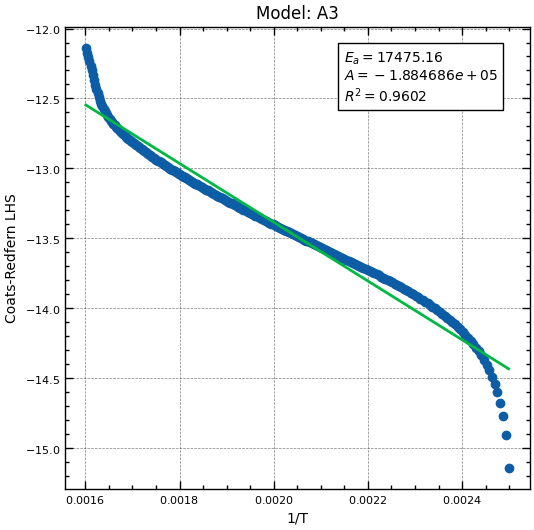 Model: A3
−12.0
−12.5
−13.0
−13.5
−14.0
−14.5
−15.0
Coats-Redfern LHS
E_a = 17475.16
A = −1.884686e + 05
R² = 0.9602
0.0016 0.0018 0.0020 0.0022 0.0024
1/T